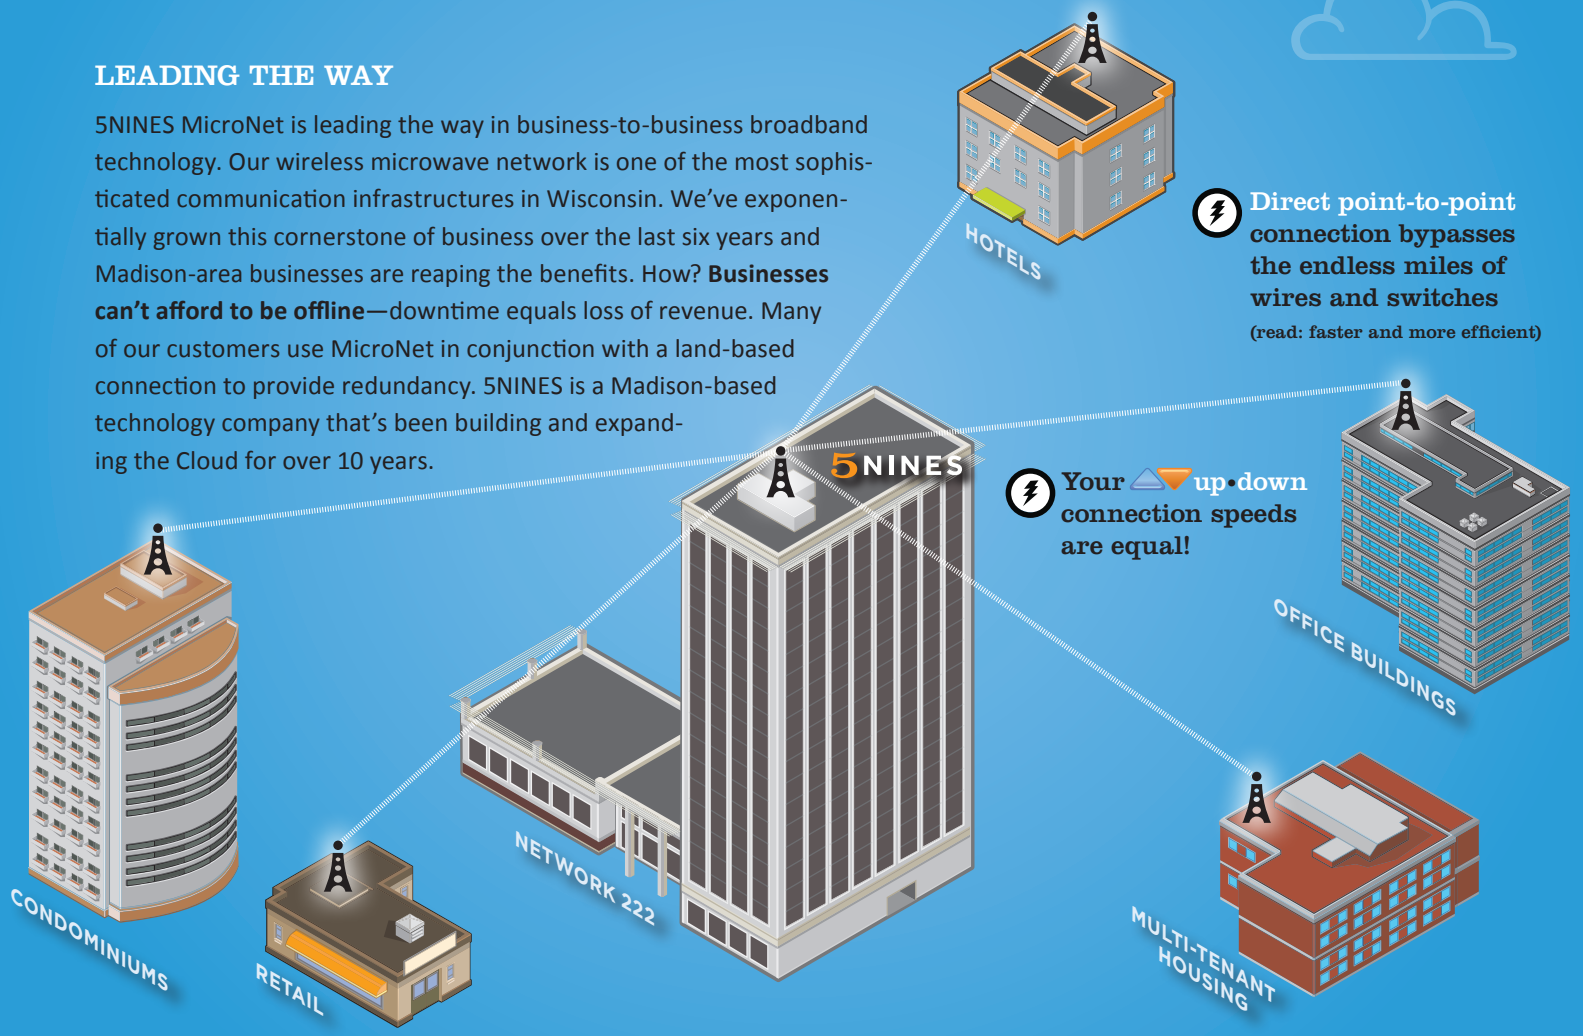 LEADING THE WAY
5NINES MicroNet is leading the way in business-to-business broadband
technology. Our wireless microwave network is one of the most sophis-
ticated communication infrastructures in Wisconsin. We’ve exponen-
tially grown this cornerstone of business over the last six years and
Madison-area businesses are reaping the benefits. How? Businesses
can’t afford to be offline—downtime equals loss of revenue. Many
of our customers use MicroNet in conjunction with a land-based
connection to provide redundancy. 5NINES is a Madison-based
technology company that’s been building and expand-
ing the Cloud for over 10 years.
HOTELS
Direct point-to-point
connection bypasses
the endless miles of
wires and switches
(read: faster and more efficient)
5NINES
Your up•down
connection speeds
are equal!
OFFICE BUILDINGS
NETWORK 222
CONDOMINIUMS
RETAIL
MULTI-TENANT
HOUSING